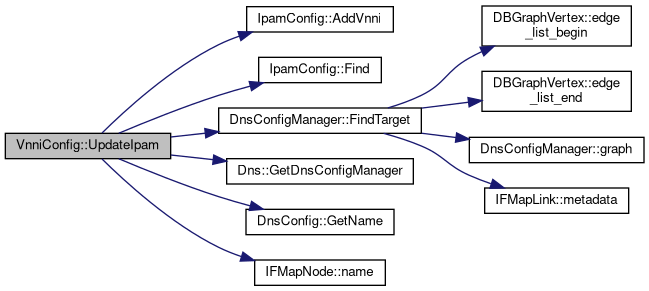 VnniConfig::UpdateIpam
IpamConfig::AddVnni
IpamConfig::Find
DnsConfigManager::FindTarget
Dns::GetDnsConfigManager
DnsConfig::GetName
IFMapNode::name
DBGraphVertex::edge
_list_begin
DBGraphVertex::edge
_list_end
DnsConfigManager::graph
IFMapLink::metadata